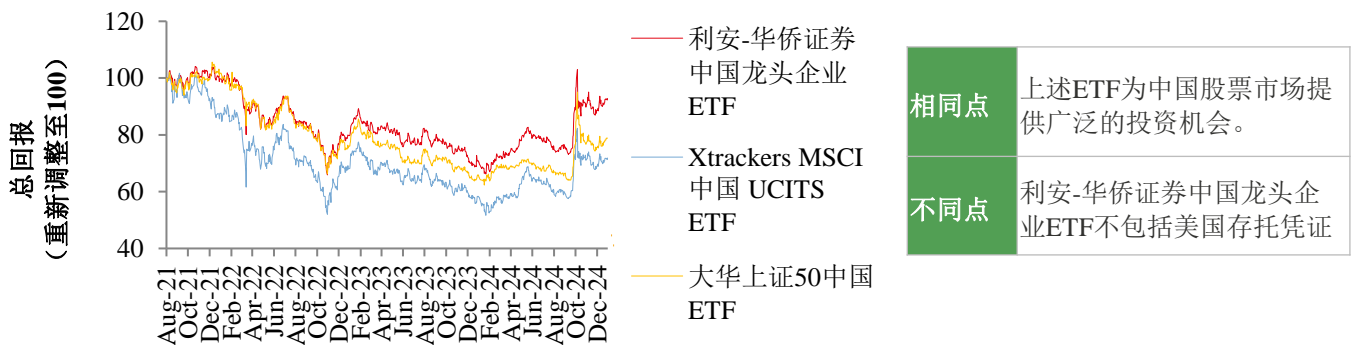 总回报
（重新调整至100）
120
100
80
60
40
Aug-21
Oct-21
Dec-21
Feb-22
Apr-22
Jun-22
Aug-22
Oct-22
Dec-22
Feb-23
Apr-23
Jun-23
Aug-23
Oct-23
Dec-23
Feb-24
Apr-24
Jun-24
Aug-24
Oct-24
Dec-24
利安-华侨证券
中国龙头企业
ETF
Xtrackers MSCI
中国 UCITS
ETF
大华上证50中国
ETF
相同点
上述ETF为中国股票市场提
供广泛的投资机会。
不同点
利安-华侨证券中国龙头企
业ETF不包括美国存托凭证